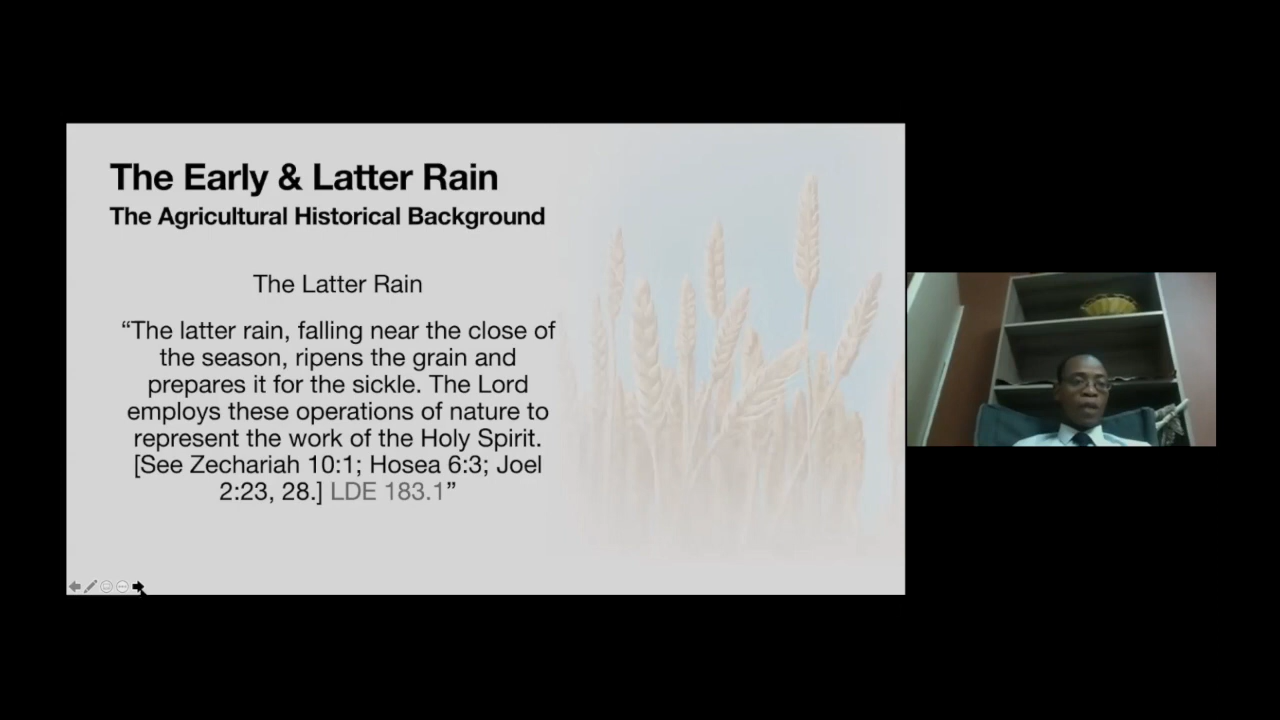 The Early & Latter Rain
The Agricultural Historical Background
The Latter Rain
“The latter rain, falling near the close of
the season, ripens the grain and
prepares it for the sickle. The Lord
employs these operations of nature to
represent the work of the Holy Spirit.
[See Zechariah 10:1; Hosea 6:3; Joel
2:23, 28.] LDE 183.1”